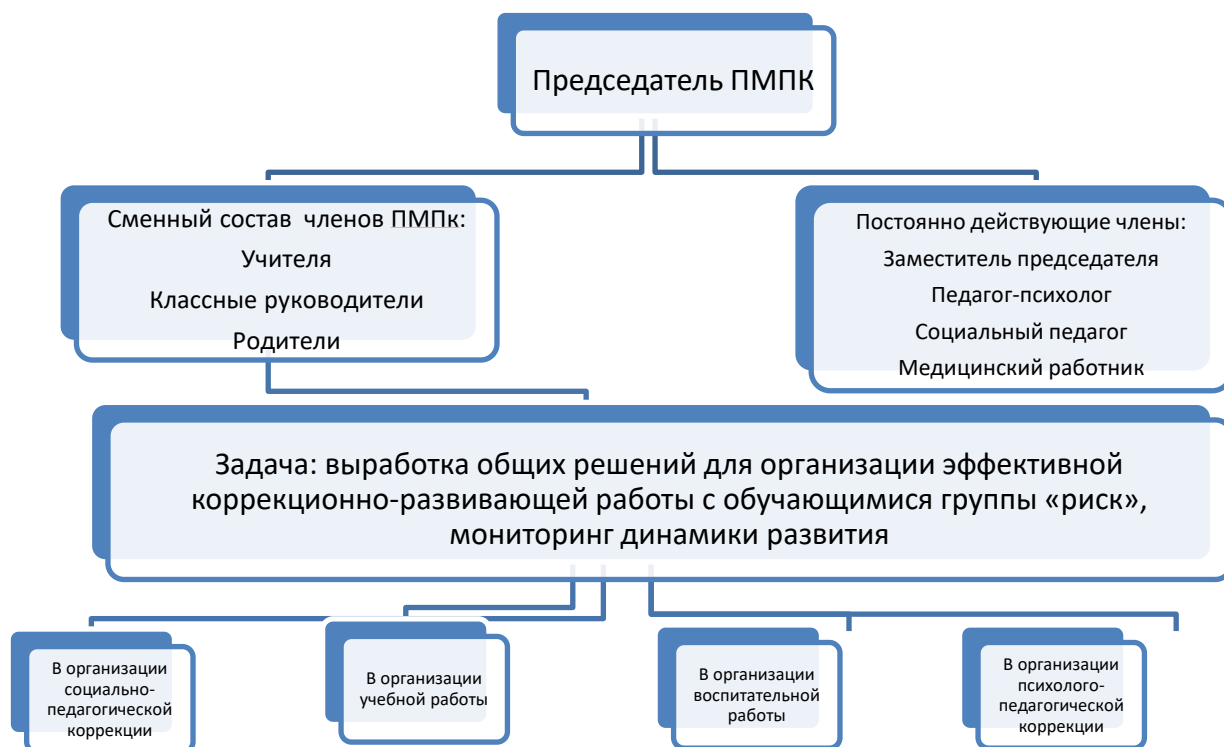 Председатель ПМПК
Сменный состав членов ПМПк:
Учителя
Классные руководители
Родители
Постоянно действующие члены:
Заместитель председателя
Педагог-психолог
Социальный педагог
Медицинский работник
Задача: выработка общих решений для организации эффективной
коррекционно-развивающей работы с обучающимися группы «риск»,
мониторинг динамики развития
В организации
социально-
педагогической
коррекции
В организации
учебной работы
В организации
воспитательной
работы
В организации
психолого-
педагогической
коррекции